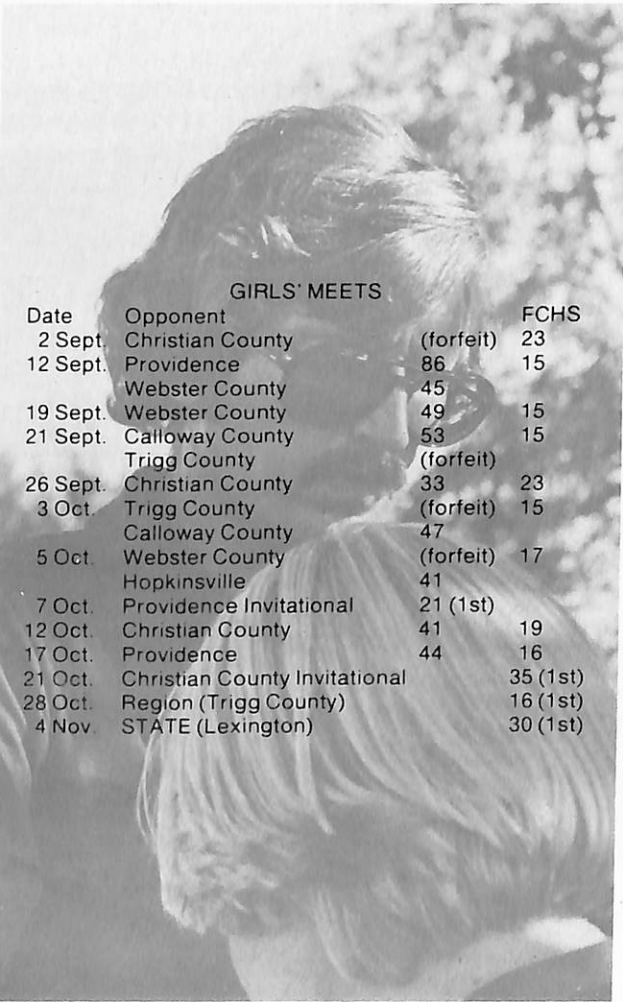 GIRLS' MEETS
Date Opponent FCHS
2 Sept. Christian County (forfeit) 23
12 Sept. Providence 86 15
Webster County 45
19 Sept. Webster County 49 15
21 Sept. Calloway County 53 15
Trigg County (forfeit)
26 Sept. Christian County 33 23
3 Oct. Trigg County (forfeit) 15
Calloway County 47
5 Oct. Webster County (forfeit) 17
Hopkinsville 41
7 Oct. Providence Invitational 21 (1st)
12 Oct. Christian County 41 19
17 Oct. Providence 44 16
21 Oct. Christian County Invitational 35 (1st)
28 Oct. Region (Trigg County) 16 (1st)
4 Nov. STATE (Lexington) 30 (1st)